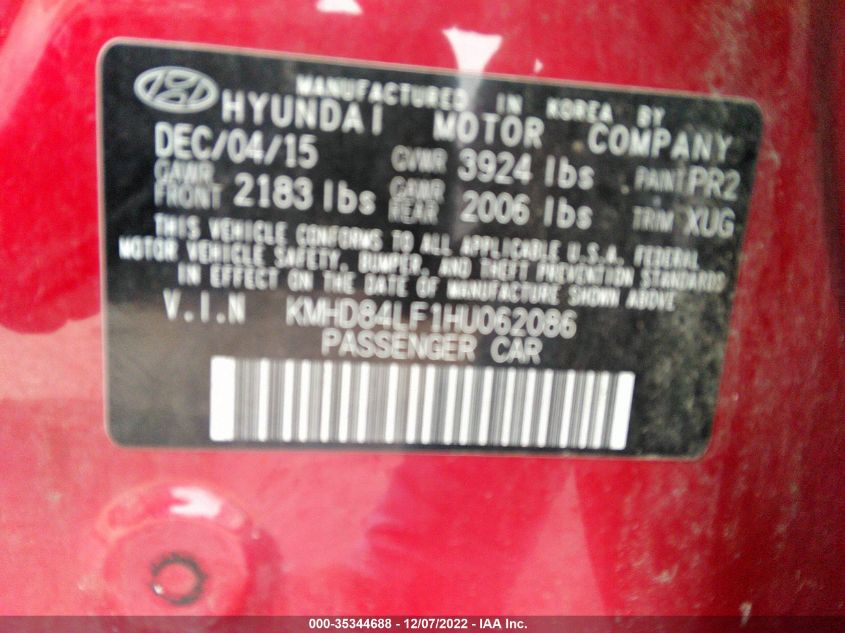 MANUFACTURED IN KOREA BY
HYUNDAI MOTOR COMPANY
DEC/04/15 GVWR 3924 lbs PAINT PR2
GAWR FRONT 2183 lbs GAWR REAR 2006 lbs TRIM XUG
THIS VEHICLE CONFORMS TO ALL APPLICABLE U.S.A. FEDERAL
MOTOR VEHICLE SAFETY, BUMPER, AND THEFT PREVENTION STANDARDS
IN EFFECT ON THE DATE OF MANUFACTURE SHOWN ABOVE
V.I.N KMHD84LF1HU062086
PASSENGER CAR
000-35344688 - 12/07/2022 - IAA Inc.